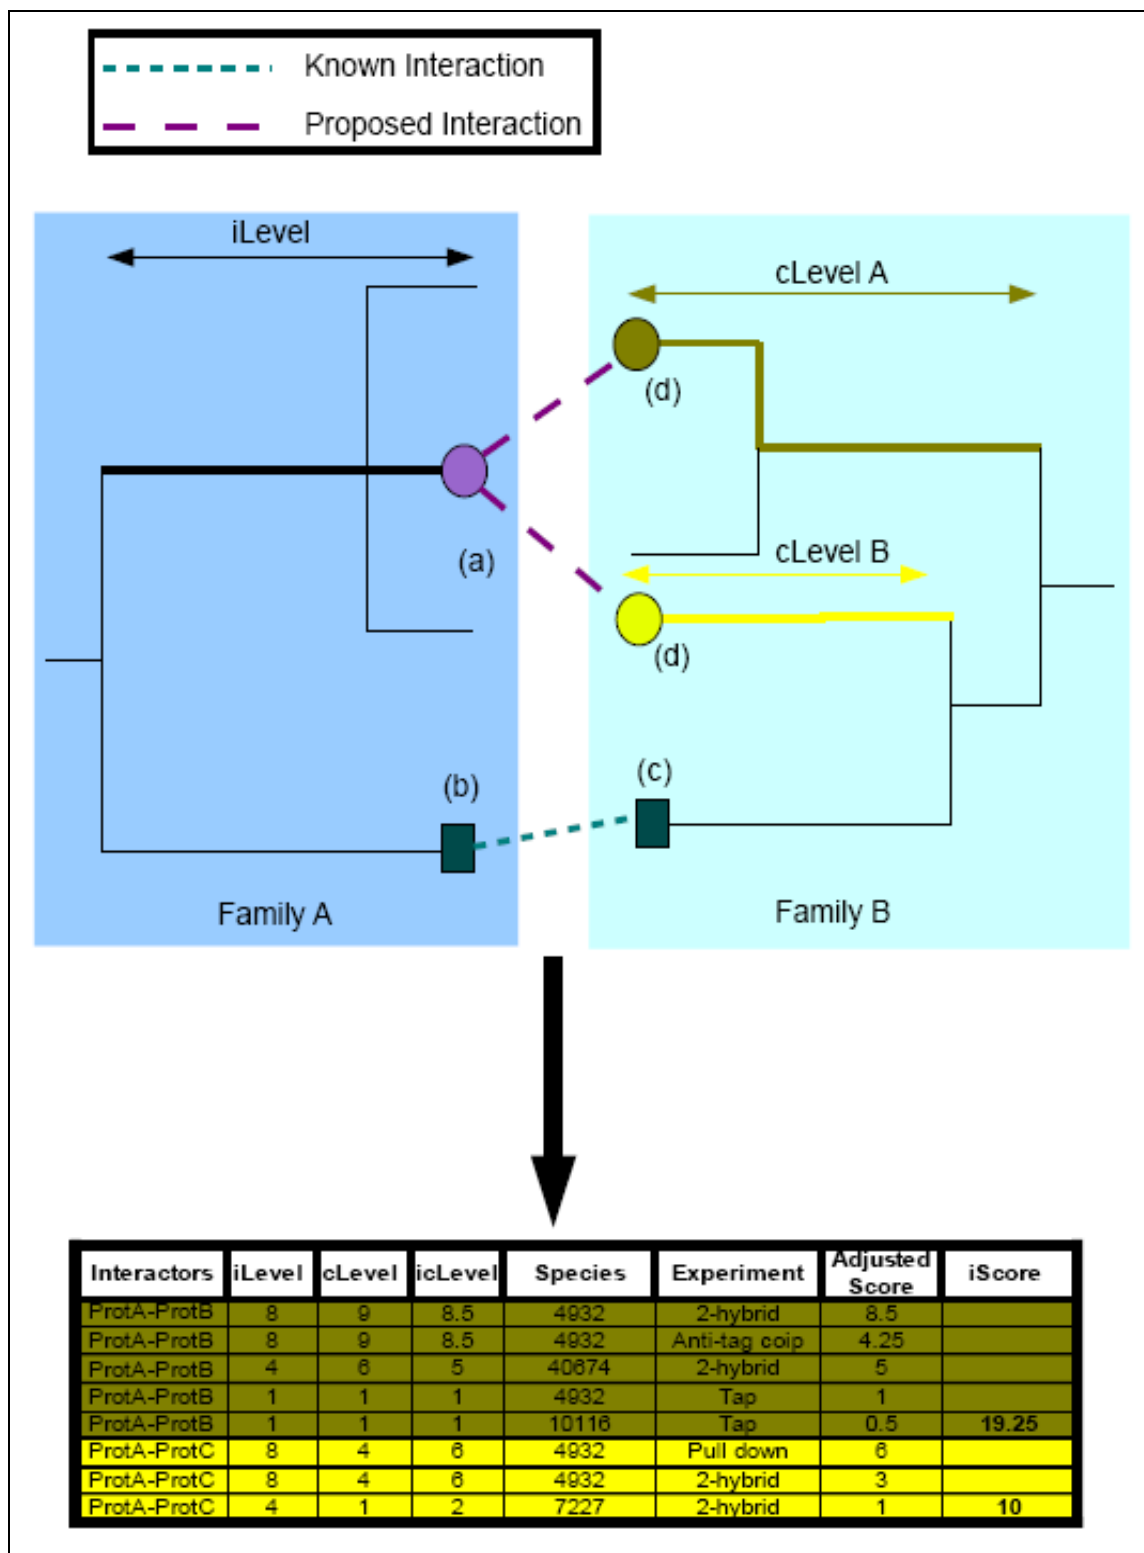 Known Interaction
Proposed Interaction
iLevel
cLevel A
(d)
(a)
cLevel B
(d)
(b)
(c)
Family A
Family B
Interactors iLevel cLevel icLevel Species Experiment Adjusted Score iScore
ProtA-ProtB 8 9 8.5 4932 2-hybrid 8.5
ProtA-ProtB 8 9 8.5 4932 Anti-tag coip 4.25
ProtA-ProtB 4 6 5 40674 2-hybrid 5
ProtA-ProtB 1 1 1 4932 Tap 1
ProtA-ProtB 1 1 1 10116 Tap 0.5 19.25
ProtA-ProtC 8 4 6 4932 Pull down 6
ProtA-ProtC 8 4 6 4932 2-hybrid 3
ProtA-ProtC 4 1 2 7227 2-hybrid 1 10